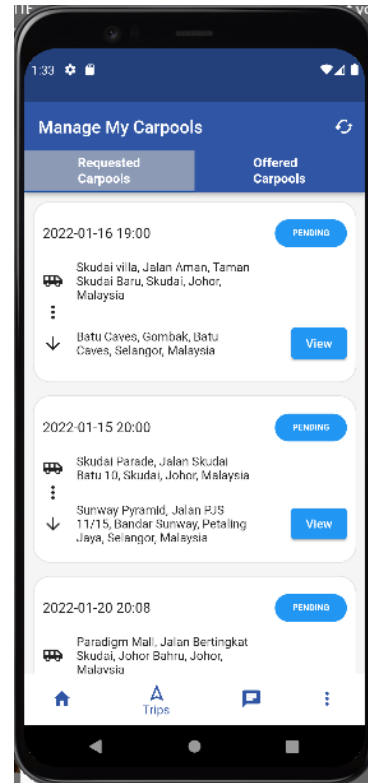 1:33
Manage My Carpools
Requested
Carpools
Offered
Carpools
2022-01-16 19:00
PENDING
Skudai villa, Jalan Aman, Taman
Skudai Baru, Skudai, Johor,
Malaysia
Batu Caves, Gombak, Batu
Caves, Selangor, Malaysia
View
2022-01-15 20:00
PENDING
Skudai Parade, Jalan Skudai
Batu 10, Skudai, Johor, Malaysia
Sunway Pyramid, Jalan PJS
11/15, Bandar Sunway, Petaling
Jaya, Selangor, Malaysia
View
2022-01-20 20:08
PENDING
Paradigm Mall, Jalan Bertingkat
Skudai, Johor Bahru, Johor,
Malaysia
Trips